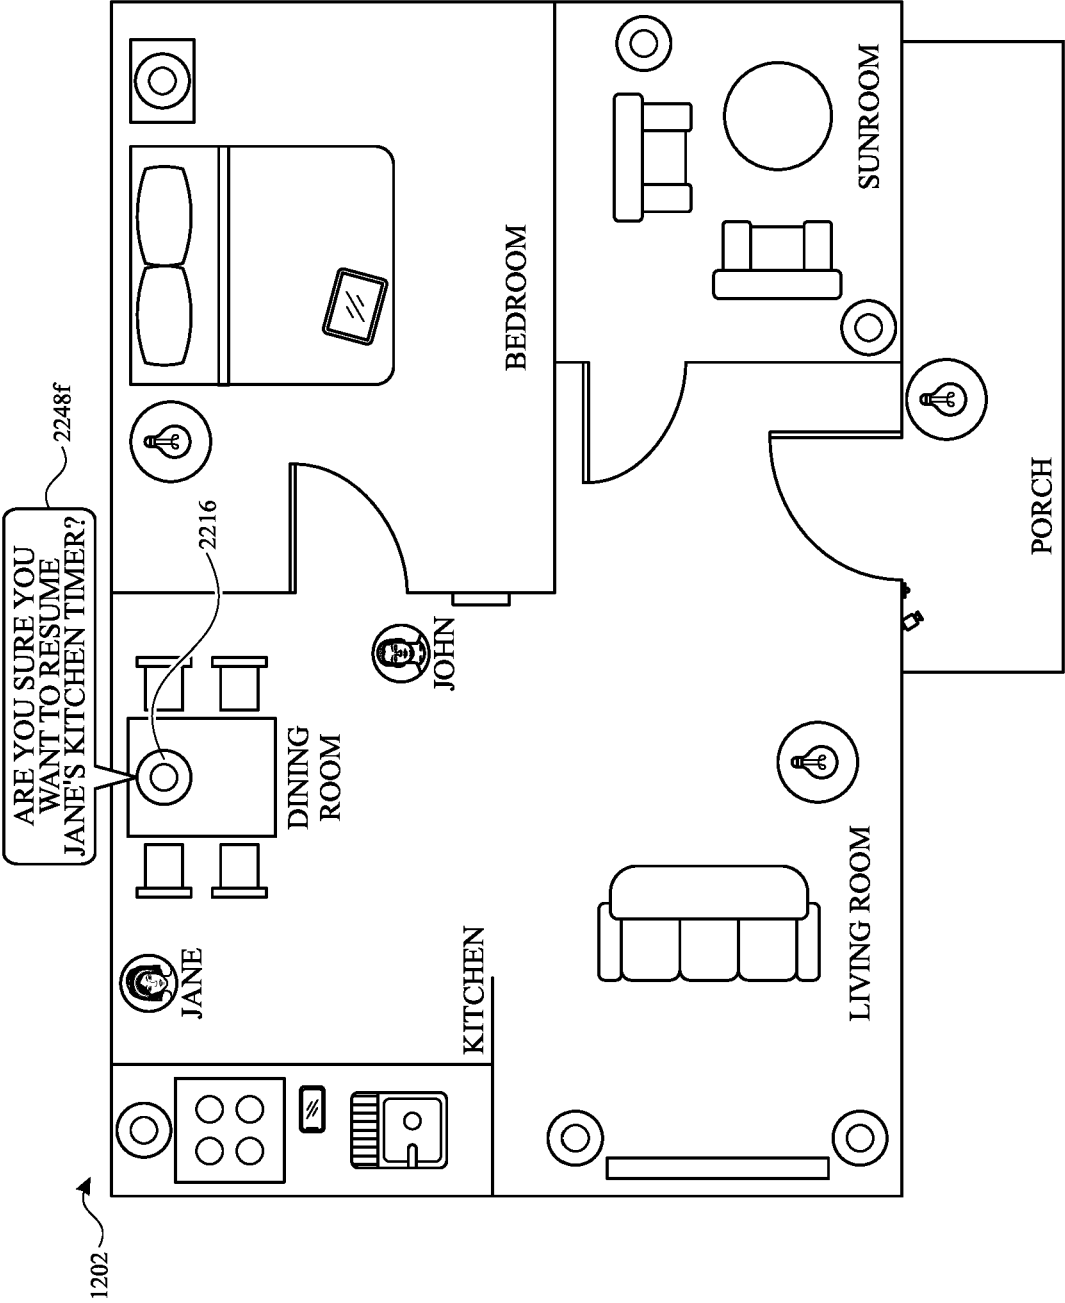 1202
ARE YOU SURE YOU
WANT TO RESUME
JANE'S KITCHEN TIMER?
2248f
2216
JANE
DINING
ROOM
JOHN
KITCHEN
BEDROOM
LIVING ROOM
SUNROOM
PORCH